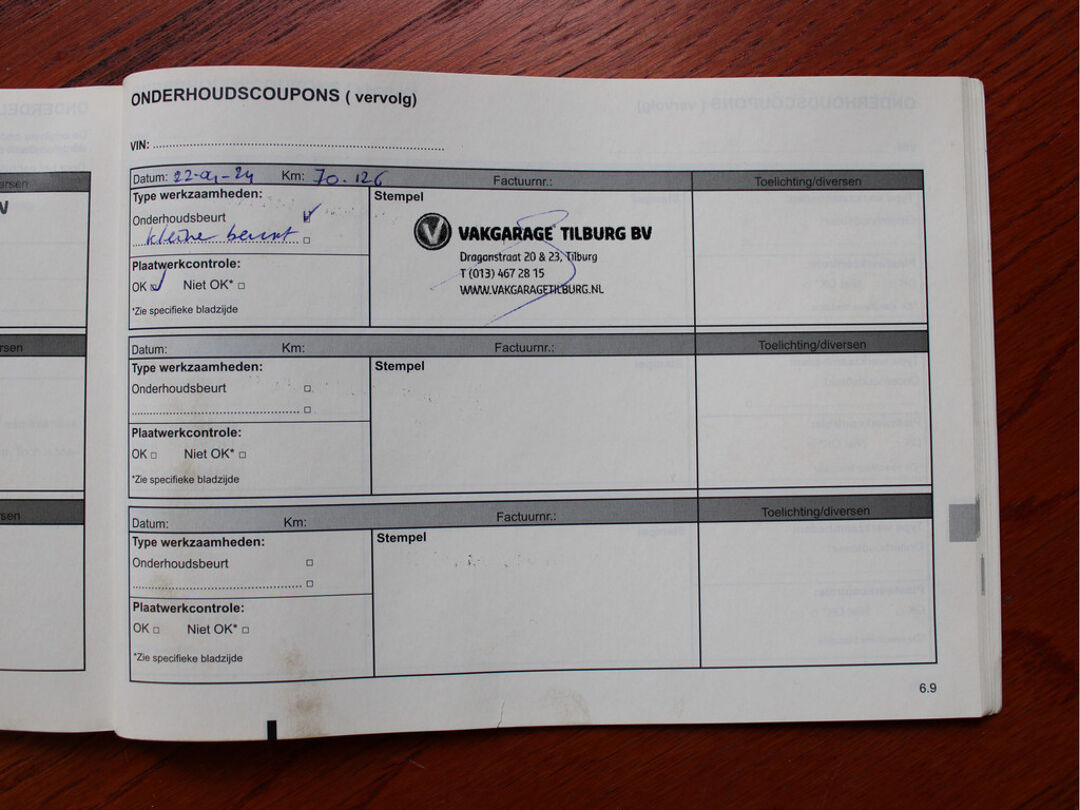 ONDERHOUDSCOUPONS ( vervolg)
VIN:
Datum: 22-01-24 Km: 70.126 Factuurnr.: Toelichting/diversen
Type werkzaamheden: Stempel
Onderhoudsbeurt
kleine beurt
VAKGARAGE TILBURG BV
Dragonstraat 20 & 23, Tilburg
T (013) 467 28 15
WWW.VAKGARAGETILBURG.NL
Plaatwerkcontrole:
OK Niet OK*
*Zie specifieke bladzijde
Datum: Km: Factuurnr.: Toelichting/diversen
Type werkzaamheden: Stempel
Onderhoudsbeurt
Plaatwerkcontrole:
OK Niet OK*
*Zie specifieke bladzijde
Datum: Km: Factuurnr.: Toelichting/diversen
Type werkzaamheden: Stempel
Onderhoudsbeurt
Plaatwerkcontrole:
OK Niet OK*
*Zie specifieke bladzijde
6.9